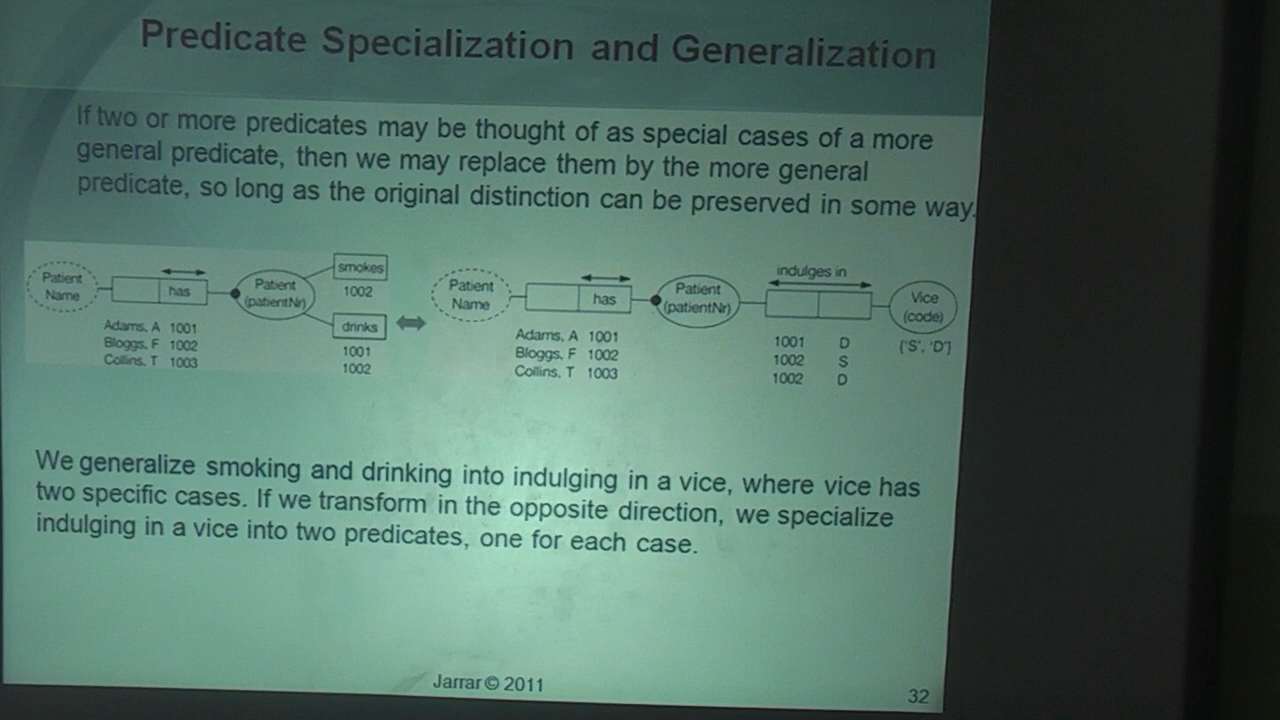 Predicate Specialization and Generalization
If two or more predicates may be thought of as special cases of a more
general predicate, then we may replace them by the more general
predicate, so long as the original distinction can be preserved in some way.
Patient
Name
has
Adams, A 1001
Bloggs, F 1002
Collins, T 1003
Patient
(patientNr)
smokes
1002
drinks
1001
1002
Patient
Name
has
Adams, A 1001
Bloggs, F 1002
Collins, T 1003
Patient
(patientNr)
indulges in
1001 D
1002 S
1002 D
Vice
(code)
{'S', 'D'}
We generalize smoking and drinking into indulging in a vice, where vice has
two specific cases. If we transform in the opposite direction, we specialize
indulging in a vice into two predicates, one for each case.
Jarrar © 2011
32